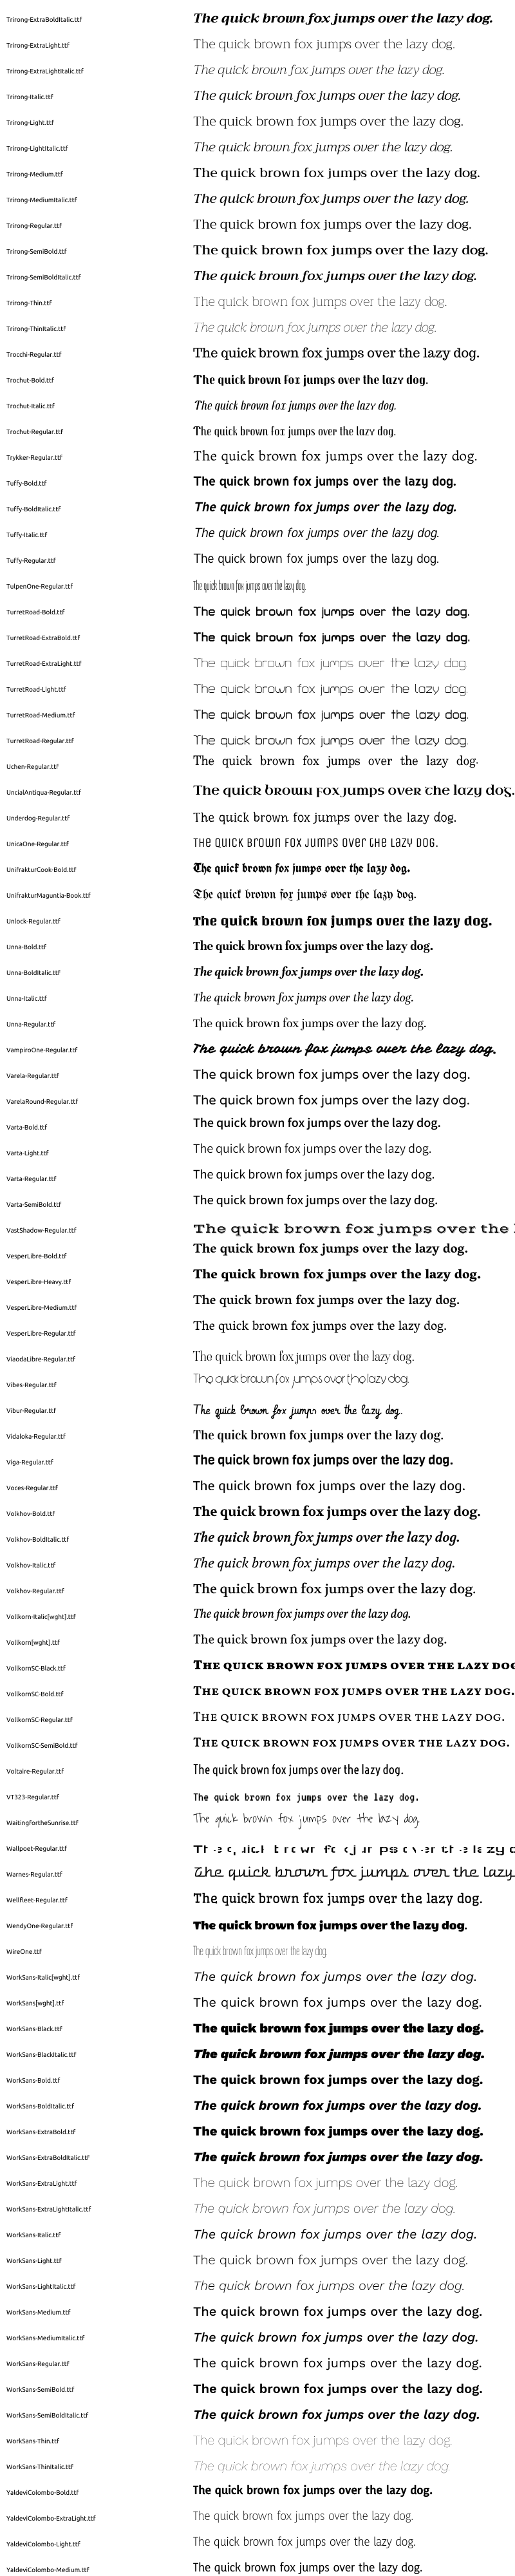 Trirong-ExtraBoldItalic.ttf The quick brown fox jumps over the lazy dog.
Trirong-ExtraLight.ttf The quick brown fox jumps over the lazy dog.
Trirong-ExtraLightItalic.ttf The quick brown fox jumps over the lazy dog.
Trirong-Italic.ttf The quick brown fox jumps over the lazy dog.
Trirong-Light.ttf The quick brown fox jumps over the lazy dog.
Trirong-LightItalic.ttf The quick brown fox jumps over the lazy dog.
Trirong-Medium.ttf The quick brown fox jumps over the lazy dog.
Trirong-MediumItalic.ttf The quick brown fox jumps over the lazy dog.
Trirong-Regular.ttf The quick brown fox jumps over the lazy dog.
Trirong-SemiBold.ttf The quick brown fox jumps over the lazy dog.
Trirong-SemiBoldItalic.ttf The quick brown fox jumps over the lazy dog.
Trirong-Thin.ttf The quick brown fox jumps over the lazy dog.
Trirong-ThinItalic.ttf The quick brown fox jumps over the lazy dog.
Trocchi-Regular.ttf The quick brown fox jumps over the lazy dog.
Trochut-Bold.ttf The quick brown fox jumps over the lazy dog.
Trochut-Italic.ttf The quick brown fox jumps over the lazy dog.
Trochut-Regular.ttf The quick brown fox jumps over the lazy dog.
Trykker-Regular.ttf The quick brown fox jumps over the lazy dog.
Tuffy-Bold.ttf The quick brown fox jumps over the lazy dog.
Tuffy-BoldItalic.ttf The quick brown fox jumps over the lazy dog.
Tuffy-Italic.ttf The quick brown fox jumps over the lazy dog.
Tuffy-Regular.ttf The quick brown fox jumps over the lazy dog.
TulpenOne-Regular.ttf The quick brown fox jumps over the lazy dog.
TurretRoad-Bold.ttf The quick brown fox jumps over the lazy dog.
TurretRoad-ExtraBold.ttf The quick brown fox jumps over the lazy dog.
TurretRoad-ExtraLight.ttf The quick brown fox jumps over the lazy dog.
TurretRoad-Light.ttf The quick brown fox jumps over the lazy dog.
TurretRoad-Medium.ttf The quick brown fox jumps over the lazy dog.
TurretRoad-Regular.ttf The quick brown fox jumps over the lazy dog.
Uchen-Regular.ttf The quick brown fox jumps over the lazy dog.
UncialAntiqua-Regular.ttf The quick brown fox jumps over the lazy dog.
Underdog-Regular.ttf The quick brown fox jumps over the lazy dog.
UnicaOne-Regular.ttf The quick brown fox jumps over the lazy dog.
UnifrakturCook-Bold.ttf The quick brown fox jumps over the lazy dog.
UnifrakturMaguntia-Book.ttf The quick brown fox jumps over the lazy dog.
Unlock-Regular.ttf The quick brown fox jumps over the lazy dog.
Unna-Bold.ttf The quick brown fox jumps over the lazy dog.
Unna-BoldItalic.ttf The quick brown fox jumps over the lazy dog.
Unna-Italic.ttf The quick brown fox jumps over the lazy dog.
Unna-Regular.ttf The quick brown fox jumps over the lazy dog.
VampiroOne-Regular.ttf The quick brown fox jumps over the lazy dog.
Varela-Regular.ttf The quick brown fox jumps over the lazy dog.
VarelaRound-Regular.ttf The quick brown fox jumps over the lazy dog.
Varta-Bold.ttf The quick brown fox jumps over the lazy dog.
Varta-Light.ttf The quick brown fox jumps over the lazy dog.
Varta-Regular.ttf The quick brown fox jumps over the lazy dog.
Varta-SemiBold.ttf The quick brown fox jumps over the lazy dog.
VastShadow-Regular.ttf The quick brown fox jumps over the
VesperLibre-Bold.ttf The quick brown fox jumps over the lazy dog.
VesperLibre-Heavy.ttf The quick brown fox jumps over the lazy dog.
VesperLibre-Medium.ttf The quick brown fox jumps over the lazy dog.
VesperLibre-Regular.ttf The quick brown fox jumps over the lazy dog.
ViaodaLibre-Regular.ttf The quick brown fox jumps over the lazy dog.
Vibes-Regular.ttf The quick brown fox jumps over the lazy dog.
Vibur-Regular.ttf The quick brown fox jumps over the lazy dog.
Vidaloka-Regular.ttf The quick brown fox jumps over the lazy dog.
Viga-Regular.ttf The quick brown fox jumps over the lazy dog.
Voces-Regular.ttf The quick brown fox jumps over the lazy dog.
Volkhov-Bold.ttf The quick brown fox jumps over the lazy dog.
Volkhov-BoldItalic.ttf The quick brown fox jumps over the lazy dog.
Volkhov-Italic.ttf The quick brown fox jumps over the lazy dog.
Volkhov-Regular.ttf The quick brown fox jumps over the lazy dog.
Vollkorn-Italic[wght].ttf The quick brown fox jumps over the lazy dog.
Vollkorn[wght].ttf The quick brown fox jumps over the lazy dog.
VollkornSC-Black.ttf The quick brown fox jumps over the lazy dog
VollkornSC-Bold.ttf The quick brown fox jumps over the lazy dog.
VollkornSC-Regular.ttf The quick brown fox jumps over the lazy dog.
VollkornSC-SemiBold.ttf The quick brown fox jumps over the lazy dog.
Voltaire-Regular.ttf The quick brown fox jumps over the lazy dog.
VT323-Regular.ttf The quick brown fox jumps over the lazy dog.
WaitingfortheSunrise.ttf The quick brown fox jumps over the lazy dog.
Wallpoet-Regular.ttf The quick brown fox jumps over the lazy
Warnes-Regular.ttf The quick brown fox jumps over the lazy
Wellfleet-Regular.ttf The quick brown fox jumps over the lazy dog.
WendyOne-Regular.ttf The quick brown fox jumps over the lazy dog.
WireOne.ttf The quick brown fox jumps over the lazy dog.
WorkSans-Italic[wght].ttf The quick brown fox jumps over the lazy dog.
WorkSans[wght].ttf The quick brown fox jumps over the lazy dog.
WorkSans-Black.ttf The quick brown fox jumps over the lazy dog.
WorkSans-BlackItalic.ttf The quick brown fox jumps over the lazy dog.
WorkSans-Bold.ttf The quick brown fox jumps over the lazy dog.
WorkSans-BoldItalic.ttf The quick brown fox jumps over the lazy dog.
WorkSans-ExtraBold.ttf The quick brown fox jumps over the lazy dog.
WorkSans-ExtraBoldItalic.ttf The quick brown fox jumps over the lazy dog.
WorkSans-ExtraLight.ttf The quick brown fox jumps over the lazy dog.
WorkSans-ExtraLightItalic.ttf The quick brown fox jumps over the lazy dog.
WorkSans-Italic.ttf The quick brown fox jumps over the lazy dog.
WorkSans-Light.ttf The quick brown fox jumps over the lazy dog.
WorkSans-LightItalic.ttf The quick brown fox jumps over the lazy dog.
WorkSans-Medium.ttf The quick brown fox jumps over the lazy dog.
WorkSans-MediumItalic.ttf The quick brown fox jumps over the lazy dog.
WorkSans-Regular.ttf The quick brown fox jumps over the lazy dog.
WorkSans-SemiBold.ttf The quick brown fox jumps over the lazy dog.
WorkSans-SemiBoldItalic.ttf The quick brown fox jumps over the lazy dog.
WorkSans-Thin.ttf The quick brown fox jumps over the lazy dog.
WorkSans-ThinItalic.ttf The quick brown fox jumps over the lazy dog.
YaldeviColombo-Bold.ttf The quick brown fox jumps over the lazy dog.
YaldeviColombo-ExtraLight.ttf The quick brown fox jumps over the lazy dog.
YaldeviColombo-Light.ttf The quick brown fox jumps over the lazy dog.
YaldeviColombo-Medium.ttf The quick brown fox jumps over the lazy dog.